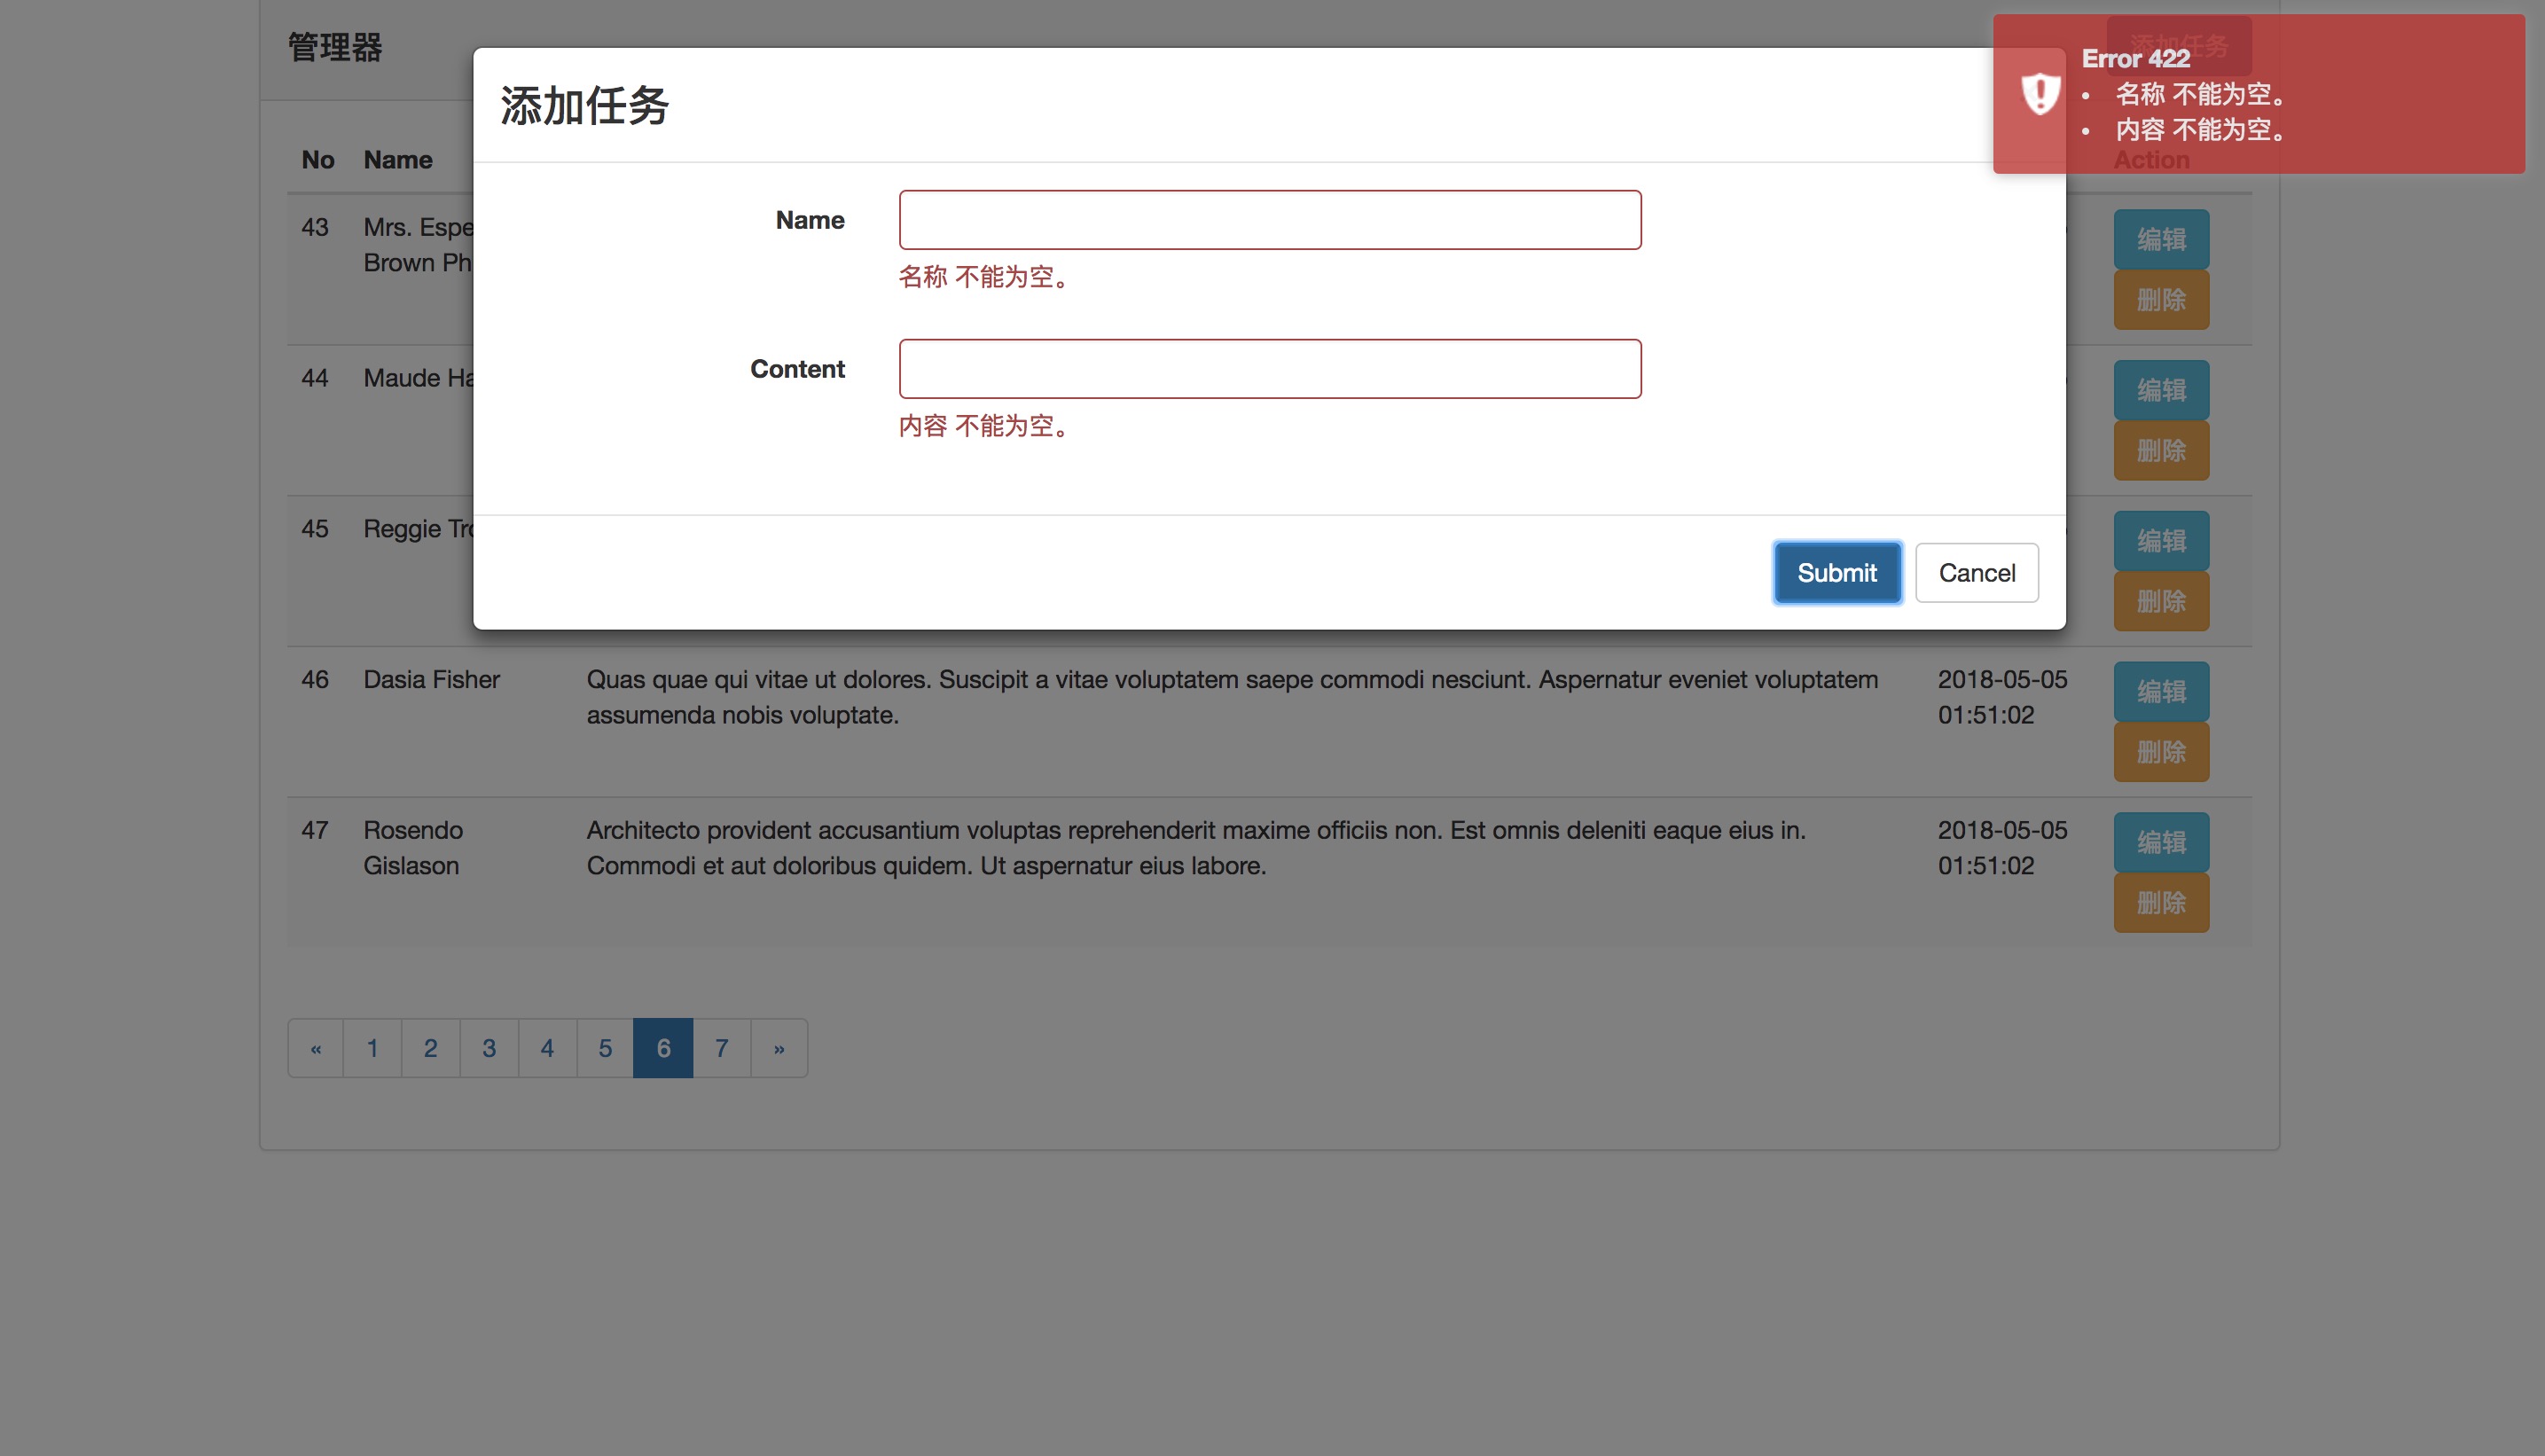 管理器
添加任务
Error 422
• 名称 不能为空。
• 内容 不能为空。
添加任务
No Name Action
Name
名称 不能为空。
Content
内容 不能为空。
Submit Cancel
43 Mrs. Espe 编辑
Brown Ph
删除
44 Maude Ha 编辑
删除
45 Reggie Tro 编辑
删除
46 Dasia Fisher Quas quae qui vitae ut dolores. Suscipit a vitae voluptatem saepe commodi nesciunt. Aspernatur eveniet voluptatem 2018-05-05 编辑
assumenda nobis voluptate. 01:51:02
删除
47 Rosendo Architecto provident accusantium voluptas reprehenderit maxime officiis non. Est omnis deleniti eaque eius in. 2018-05-05 编辑
Gislason Commodi et aut doloribus quidem. Ut aspernatur eius labore. 01:51:02
删除
« 1 2 3 4 5 6 7 »